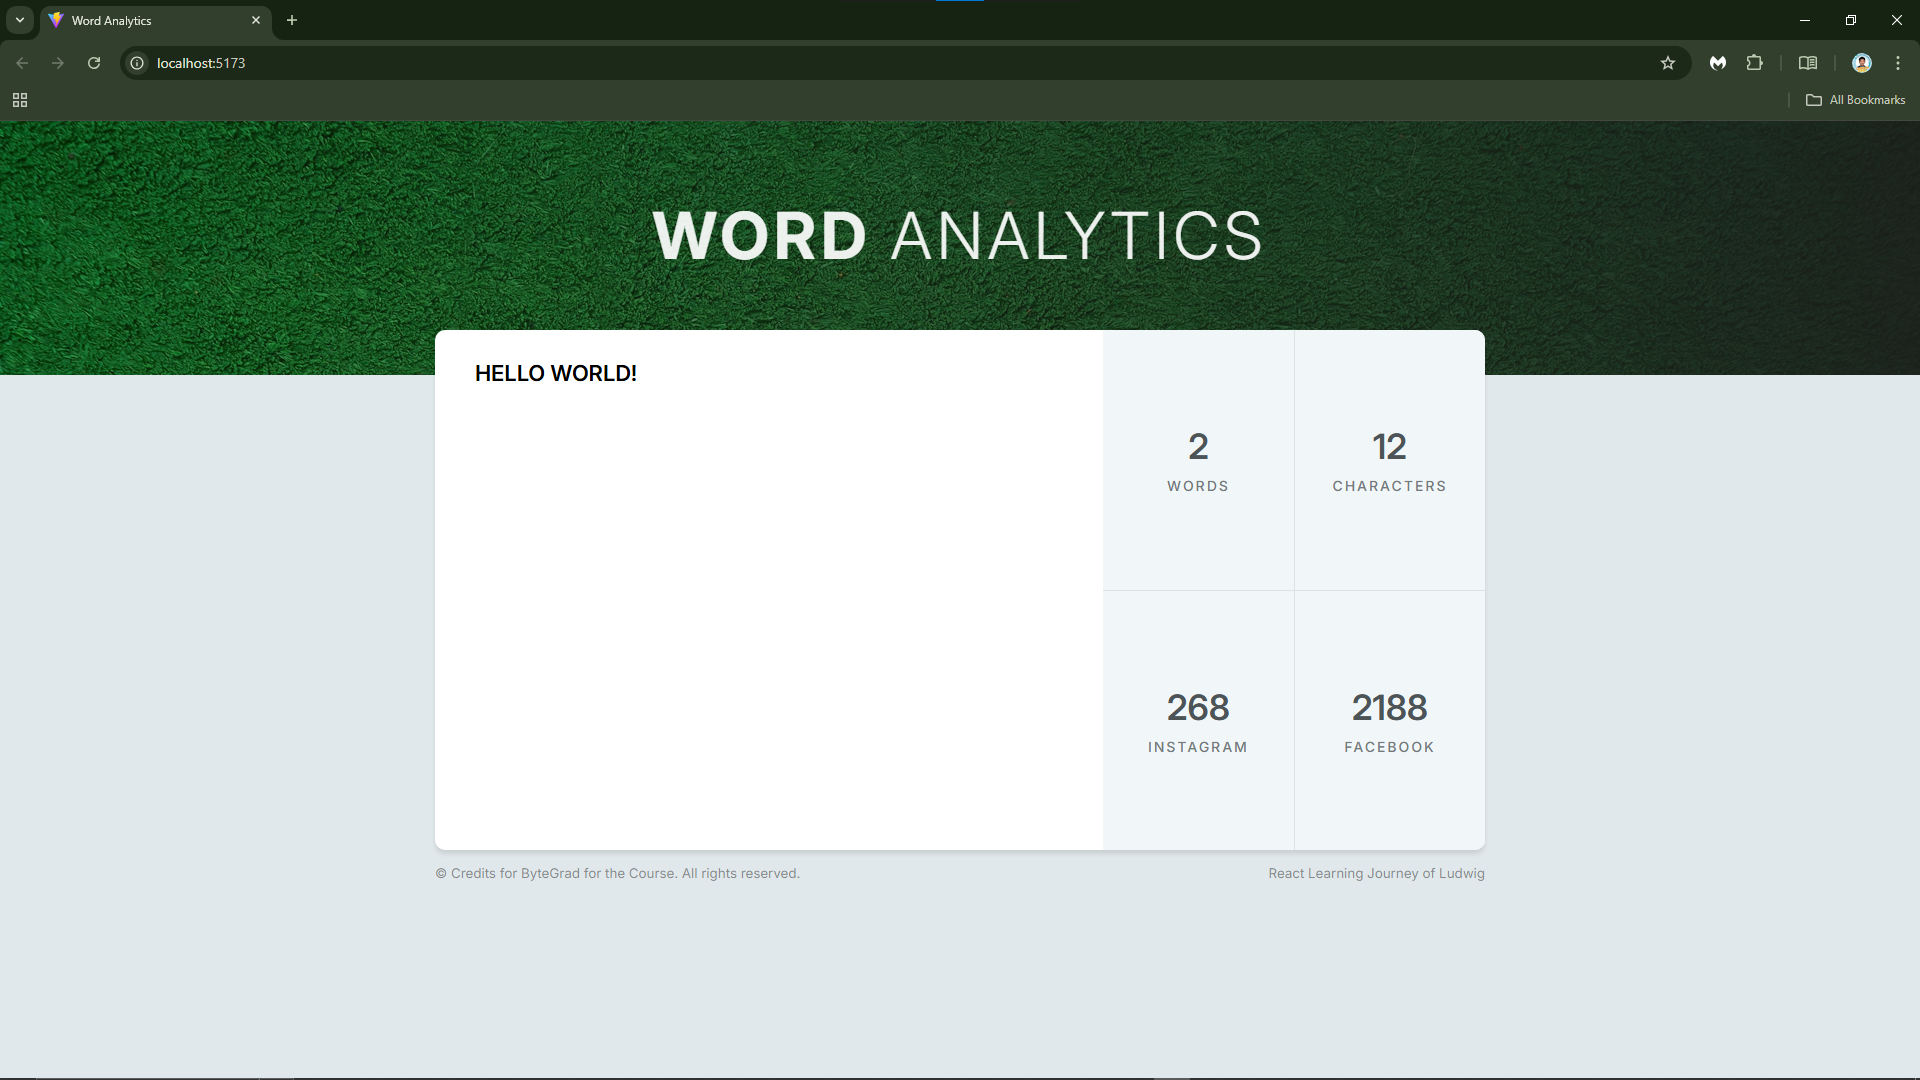 Word Analytics
localhost:5173
All Bookmarks
WORD ANALYTICS
HELLO WORLD!
2
WORDS
12
CHARACTERS
268
INSTAGRAM
2188
FACEBOOK
© Credits for ByteGrad for the Course. All rights reserved.
React Learning Journey of Ludwig